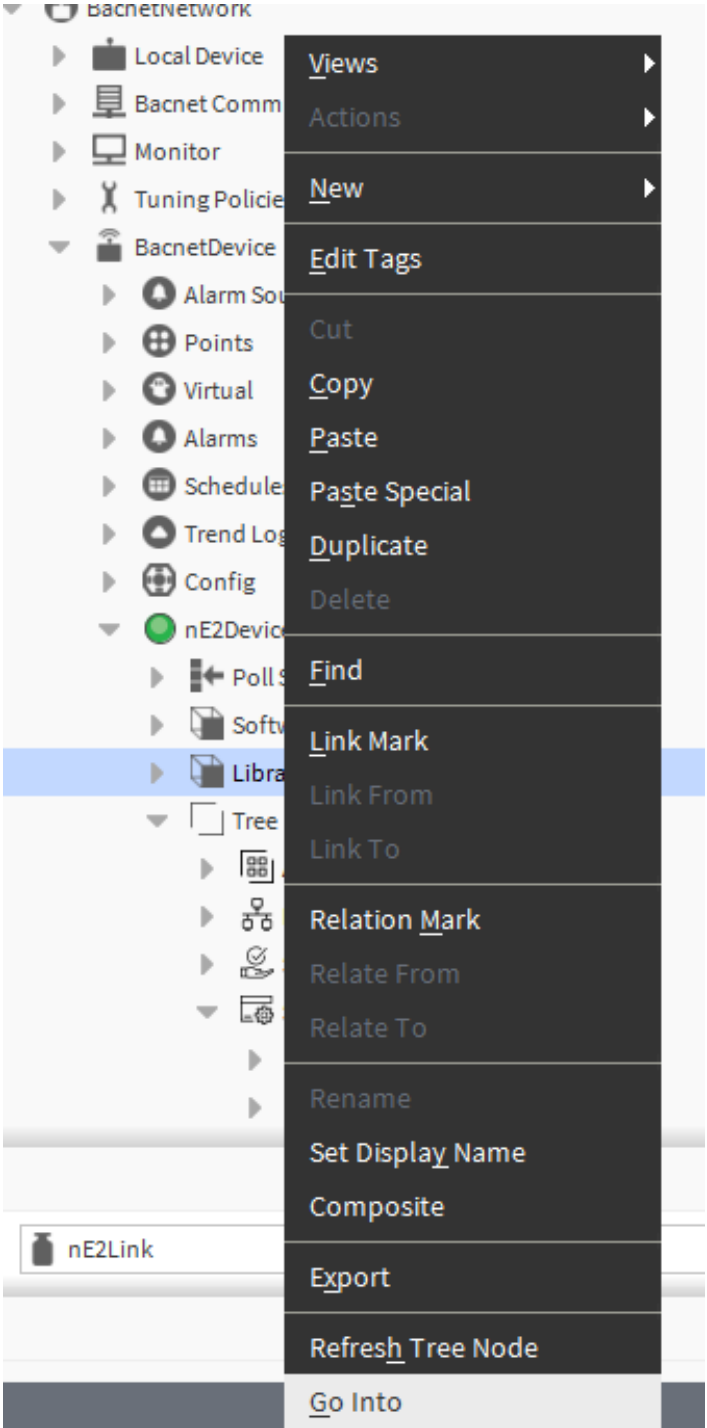 BacnetNetwork
Local Device
Bacnet Comm
Monitor
Tuning Policie
BacnetDevice
Alarm Sou
Points
Virtual
Alarms
Schedule
Trend Log
Config
nE2Device
Poll S
Softw
Libra
Tree
nE2Link
Views
Actions
New
Edit Tags
Cut
Copy
Paste
Paste Special
Duplicate
Delete
Find
Link Mark
Link From
Link To
Relation Mark
Relate From
Relate To
Rename
Set Display Name
Composite
Export
Refresh Tree Node
Go Into